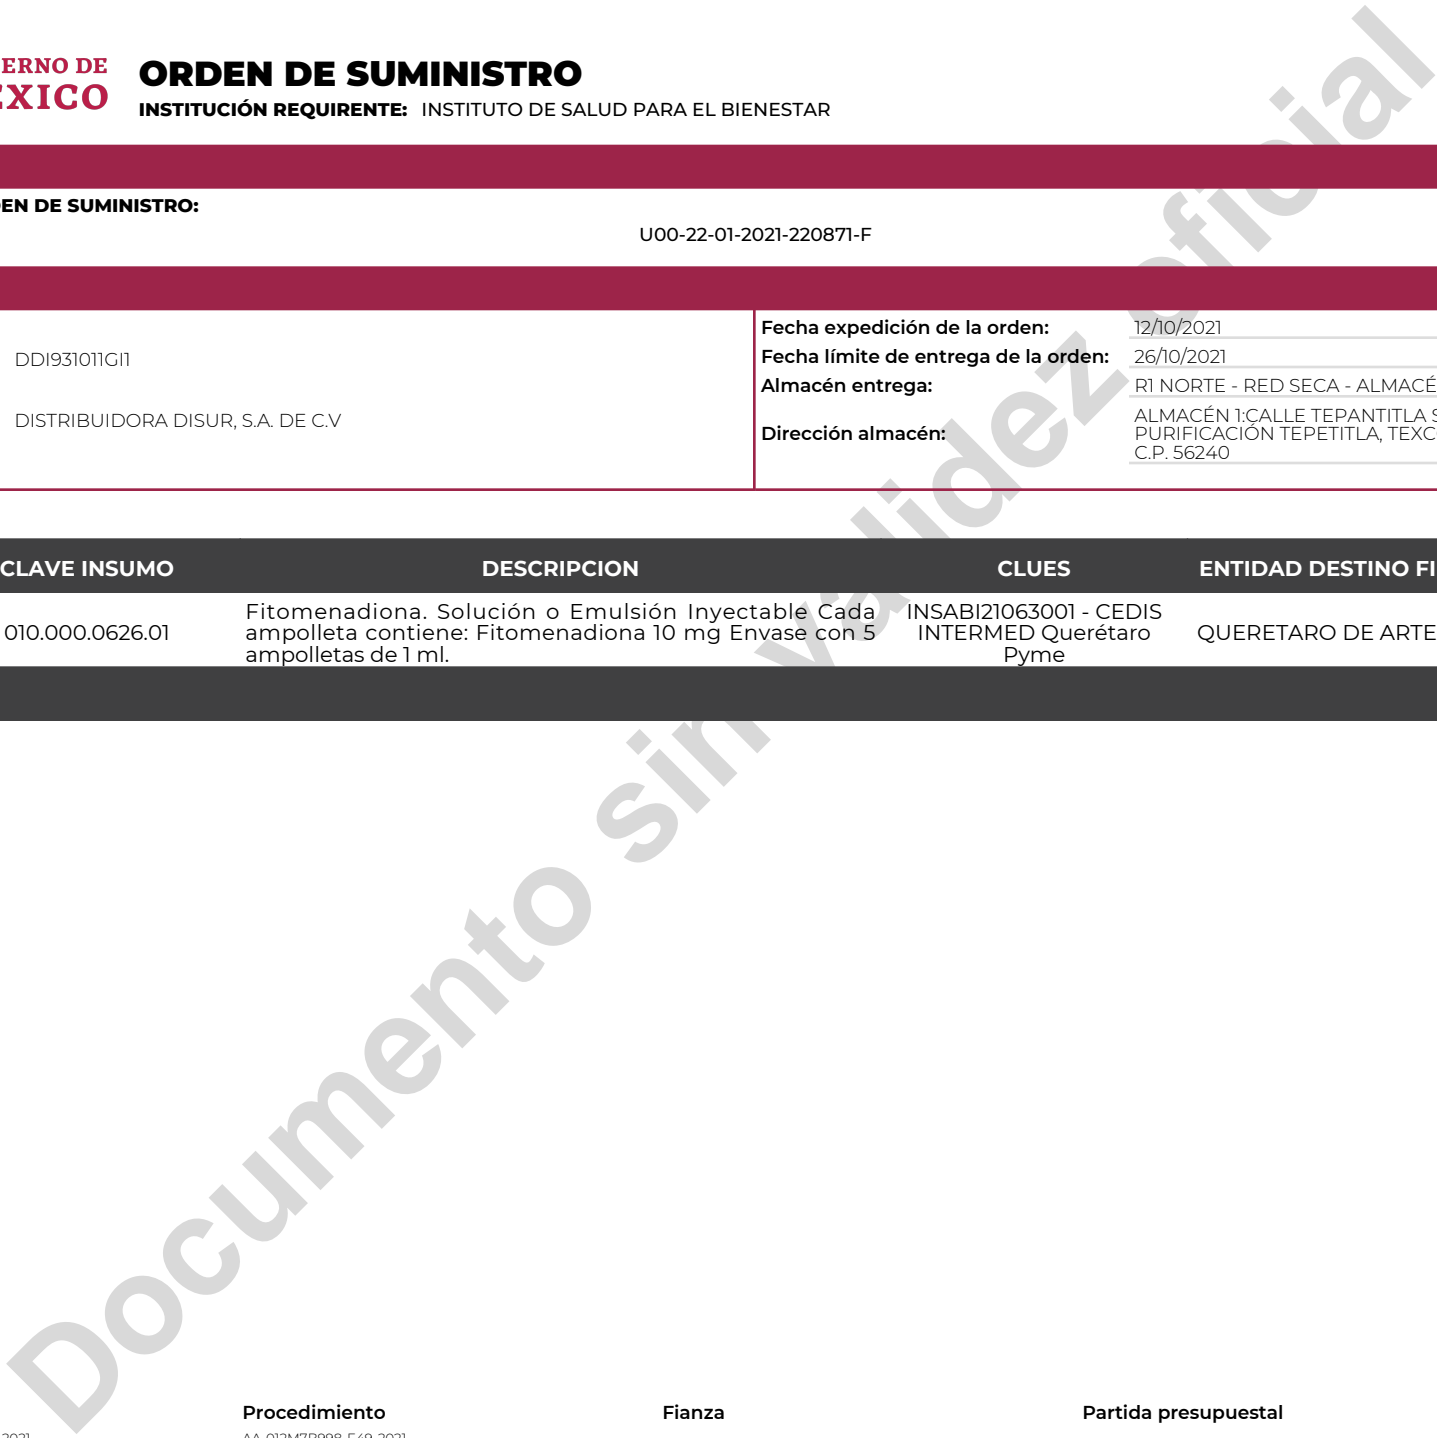 ERNO DE
EXICO
ORDEN DE SUMINISTRO
INSTITUCIÓN REQUIRENTE: INSTITUTO DE SALUD PARA EL BIENESTAR
EN DE SUMINISTRO:
U00-22-01-2021-220871-F
DDI931011GI1
DISTRIBUIDORA DISUR, S.A. DE C.V
Fecha expedición de la orden: 12/10/2021
Fecha límite de entrega de la orden: 26/10/2021
Almacén entrega: R1 NORTE - RED SECA - ALMACÉ
Dirección almacén: ALMACÉN 1:CALLE TEPANTITLA S
PURIFICACIÓN TEPETITLA, TEXC
C.P. 56240
CLAVE INSUMO DESCRIPCION CLUES ENTIDAD DESTINO FI
010.000.0626.01
Fitomenadiona. Solución o Emulsión Inyectable Cada
ampolleta contiene: Fitomenadiona 10 mg Envase con 5
ampolletas de 1 ml.
INSABI21063001 - CEDIS
INTERMED Querétaro
Pyme
QUERETARO DE ARTE
Documento sin validez oficial
Procedimiento Fianza Partida presupuestal